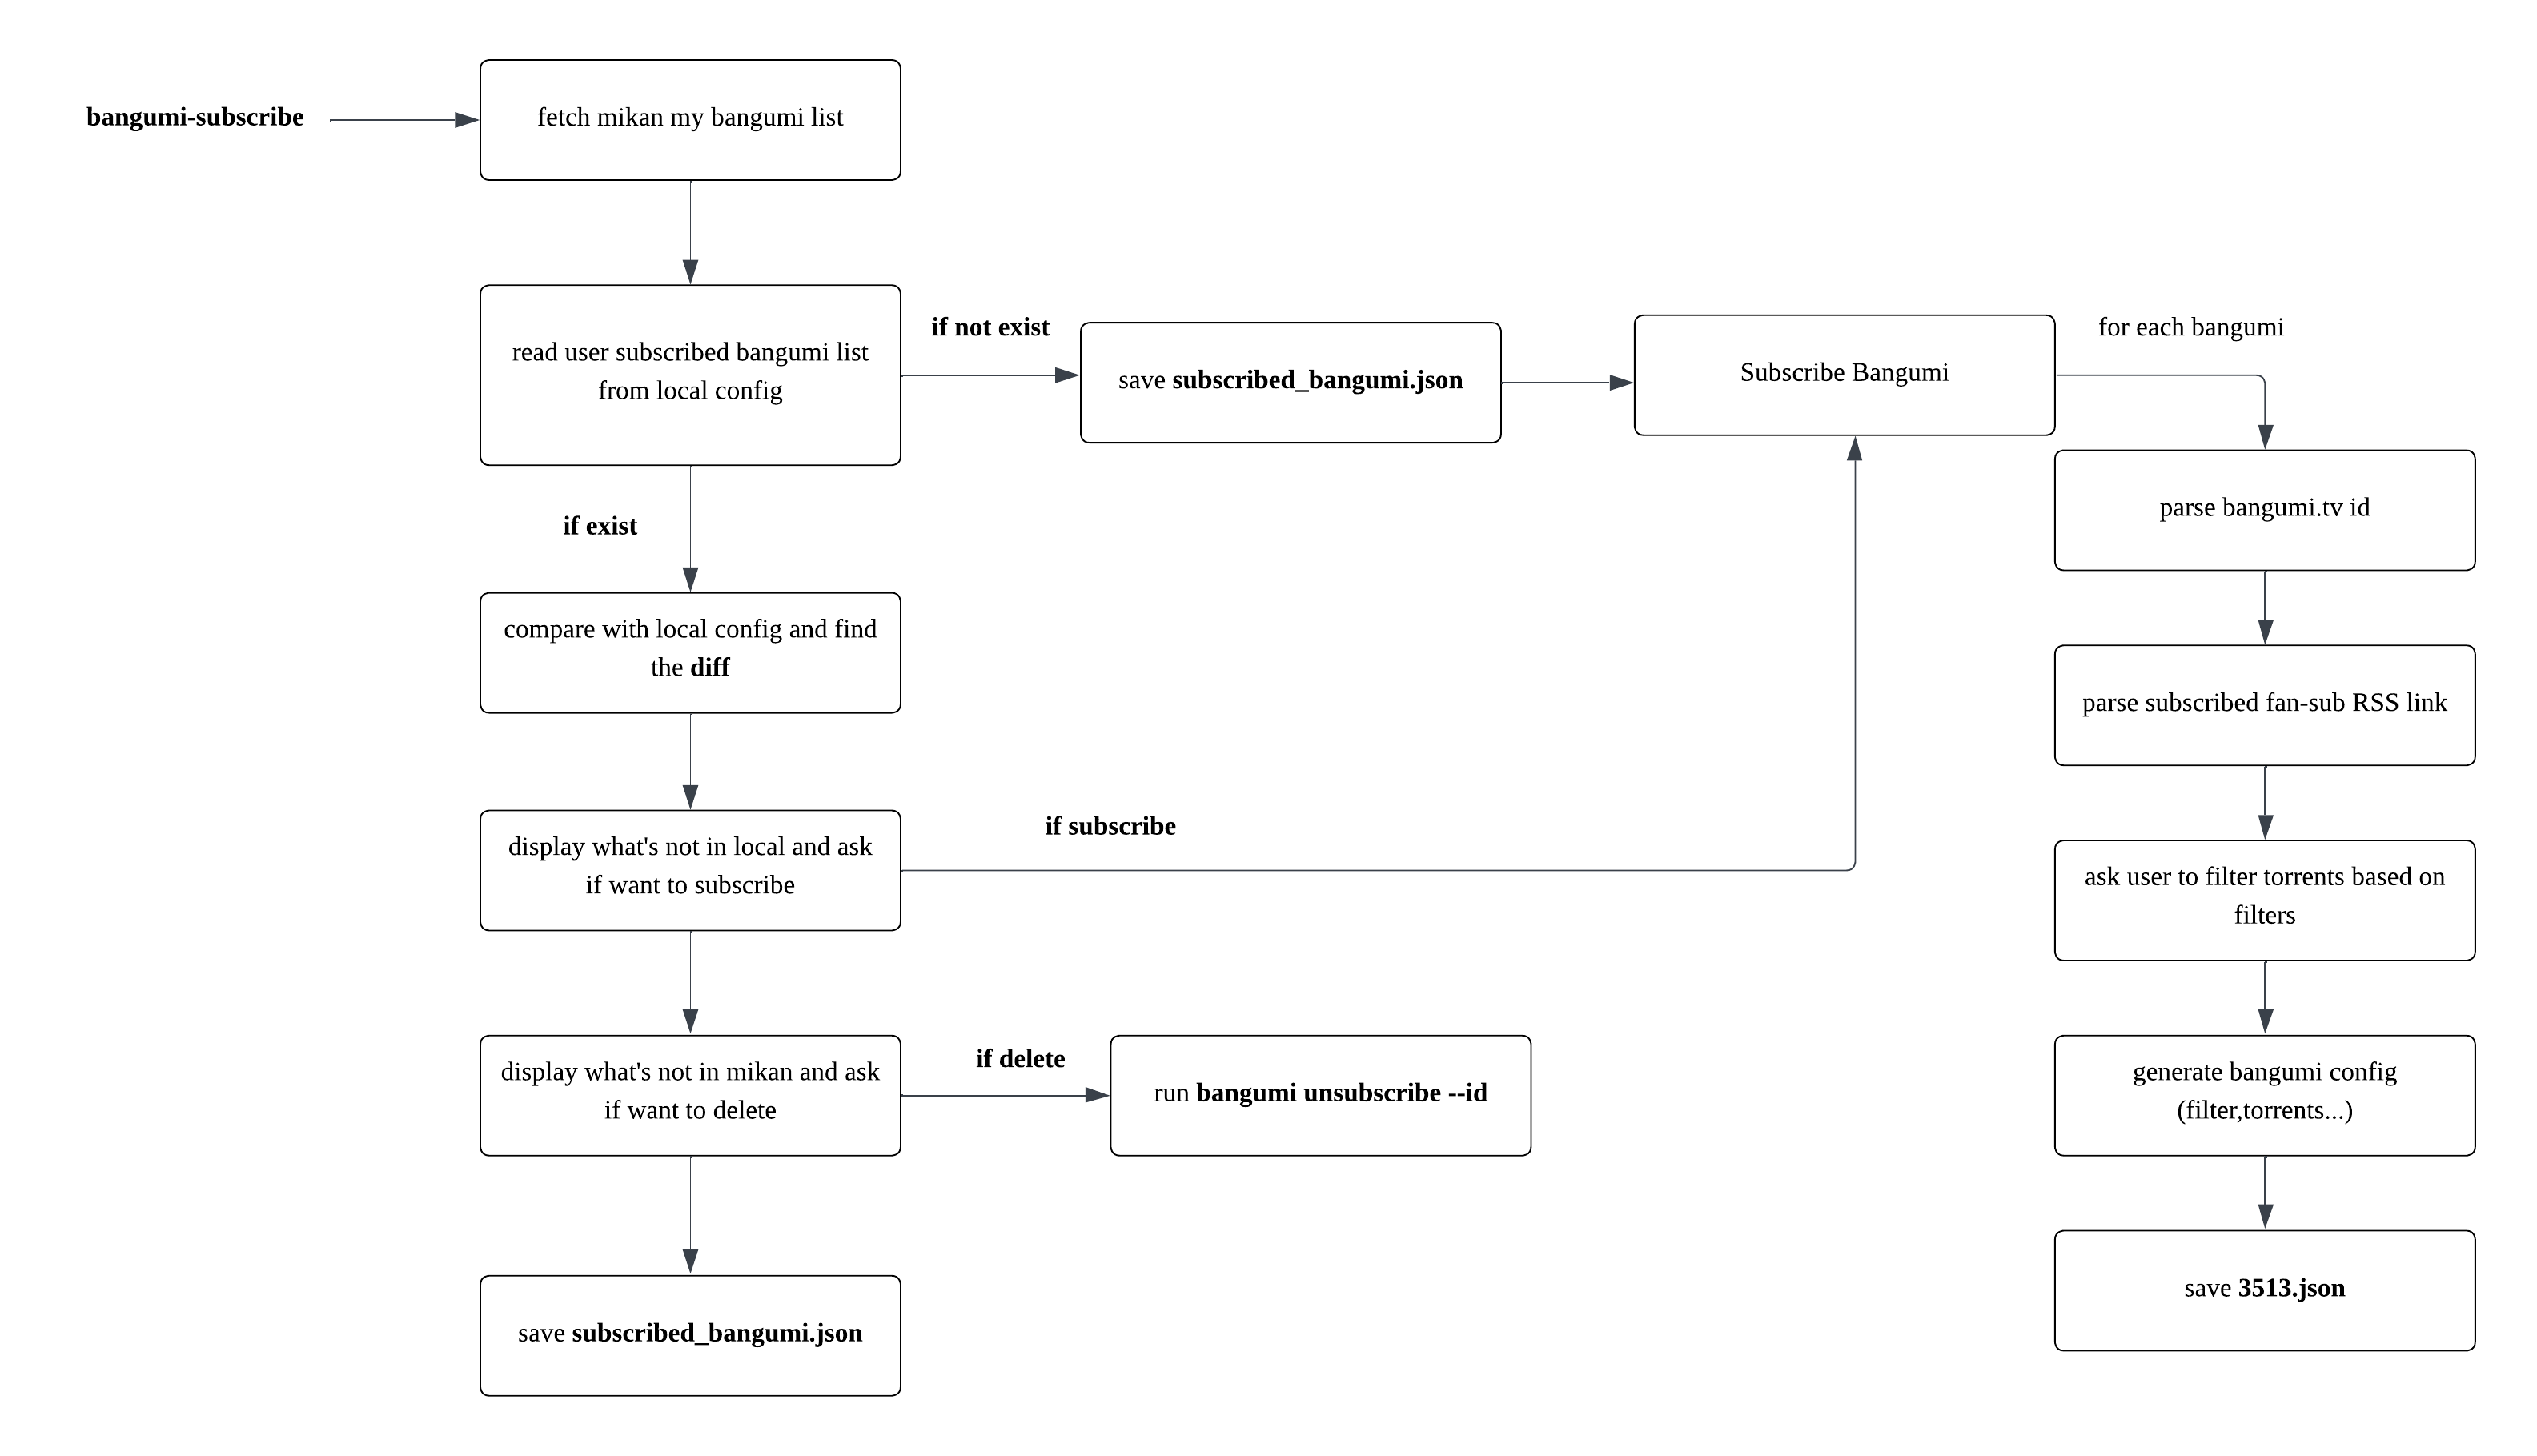 bangumi-subscribe
fetch mikan my bangumi list
read user subscribed bangumi list
from local config
if not exist
save subscribed_bangumi.json
Subscribe Bangumi
for each bangumi
parse bangumi.tv id
parse subscribed fan-sub RSS link
ask user to filter torrents based on
filters
generate bangumi config
(filter,torrents...)
save 3513.json
if exist
compare with local config and find
the diff
display what's not in local and ask
if want to subscribe
if subscribe
display what's not in mikan and ask
if want to delete
if delete
run bangumi unsubscribe --id
save subscribed_bangumi.json